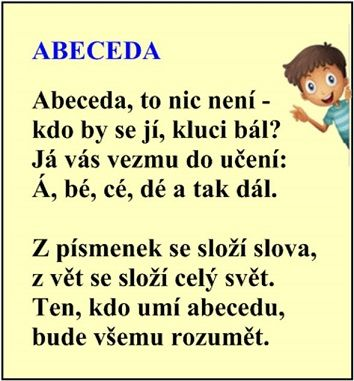 ABECEDA
Abeceda, to nic není -
kdo by se jí, kluci bál?
Já vás vezmu do učení:
Á, bé, cé, dé a tak dál.
Z písmenek se složí slova,
z vět se složí celý svět.
Ten, kdo umí abecedu,
bude všemu rozumět.